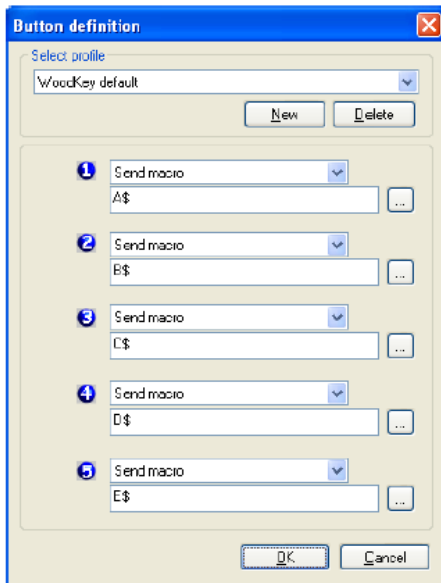 Button definition
Select profile
WoodKey default
New Delete
1 Send macro
A$ ...
2 Send macro
B$ ...
3 Send macro
C$ ...
4 Send macro
D$ ...
5 Send macro
E$ ...
OK Cancel